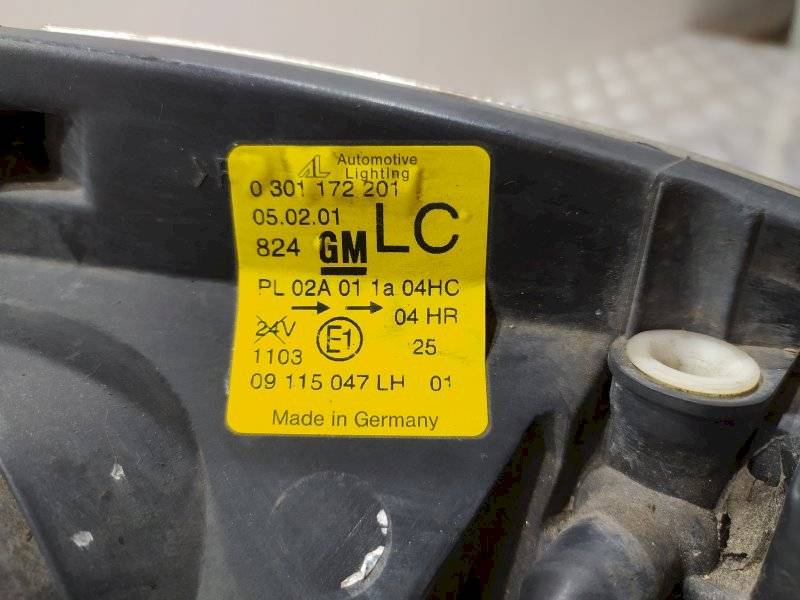 AL Automotive
Lighting
0 301 172 201
05.02.01
824 GM LC
PL 02A 01 1a 04HC
→ → 04 HR
24V E1
1103 25
09 115 047 LH 01
Made in Germany